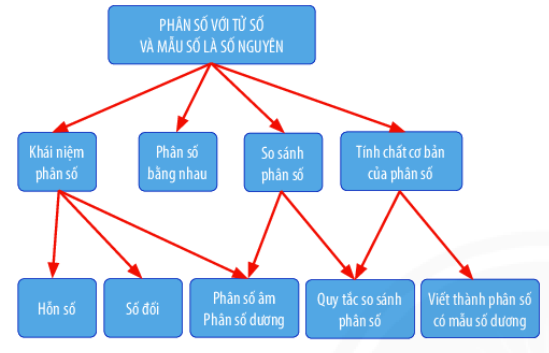 PHÂN SỐ VỚI TỬ SỐ
VÀ MẪU SỐ LÀ SỐ NGUYÊN
Khái niệm
phân số
Phân số
bằng nhau
So sánh
phân số
Tính chất cơ bản
của phân số
Hỗn số
Số đối
Phân số âm
Phân số dương
Quy tắc so sánh
phân số
Viết thành phân số
có mẫu số dương